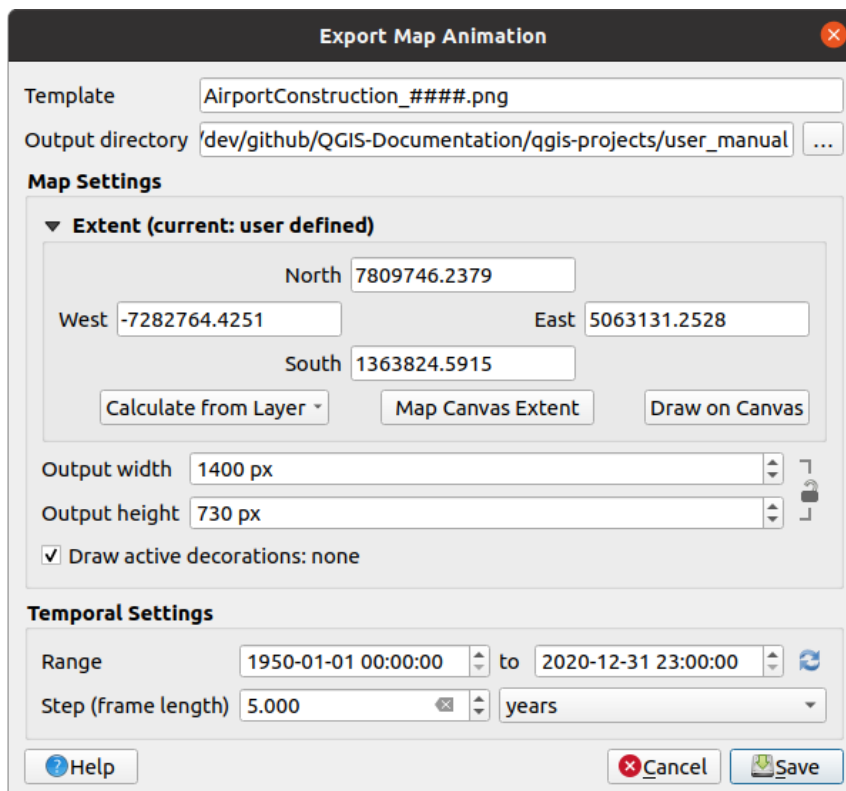 Export Map Animation
Template AirportConstruction_####.png
Output directory /dev/github/QGIS-Documentation/qgis-projects/user_manual ...
Map Settings
Extent (current: user defined)
North 7809746.2379
West -7282764.4251 East 5063131.2528
South 1363824.5915
Calculate from Layer Map Canvas Extent Draw on Canvas
Output width 1400 px
Output height 730 px
Draw active decorations: none
Temporal Settings
Range 1950-01-01 00:00:00 to 2020-12-31 23:00:00
Step (frame length) 5.000 years
Help Cancel Save